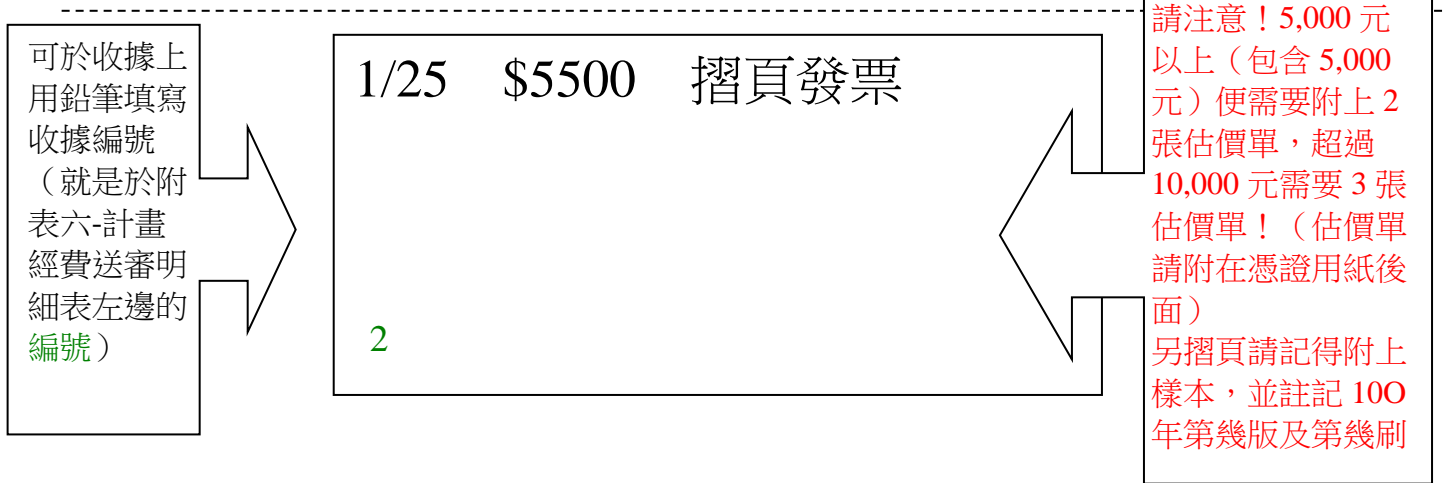 可於收據上
用鉛筆填寫
收據編號
（就是於附
表六-計畫
經費送審明
細表左邊的
編號）
1/25 $5500 摺頁發票
2
請注意！5,000 元
以上（包含 5,000
元）便需要附上 2
張估價單，超過
10,000 元需要 3 張
估價單！（估價單
請附在憑證用紙後
面）
另摺頁請記得附上
樣本，並註記 10O
年第幾版及第幾刷